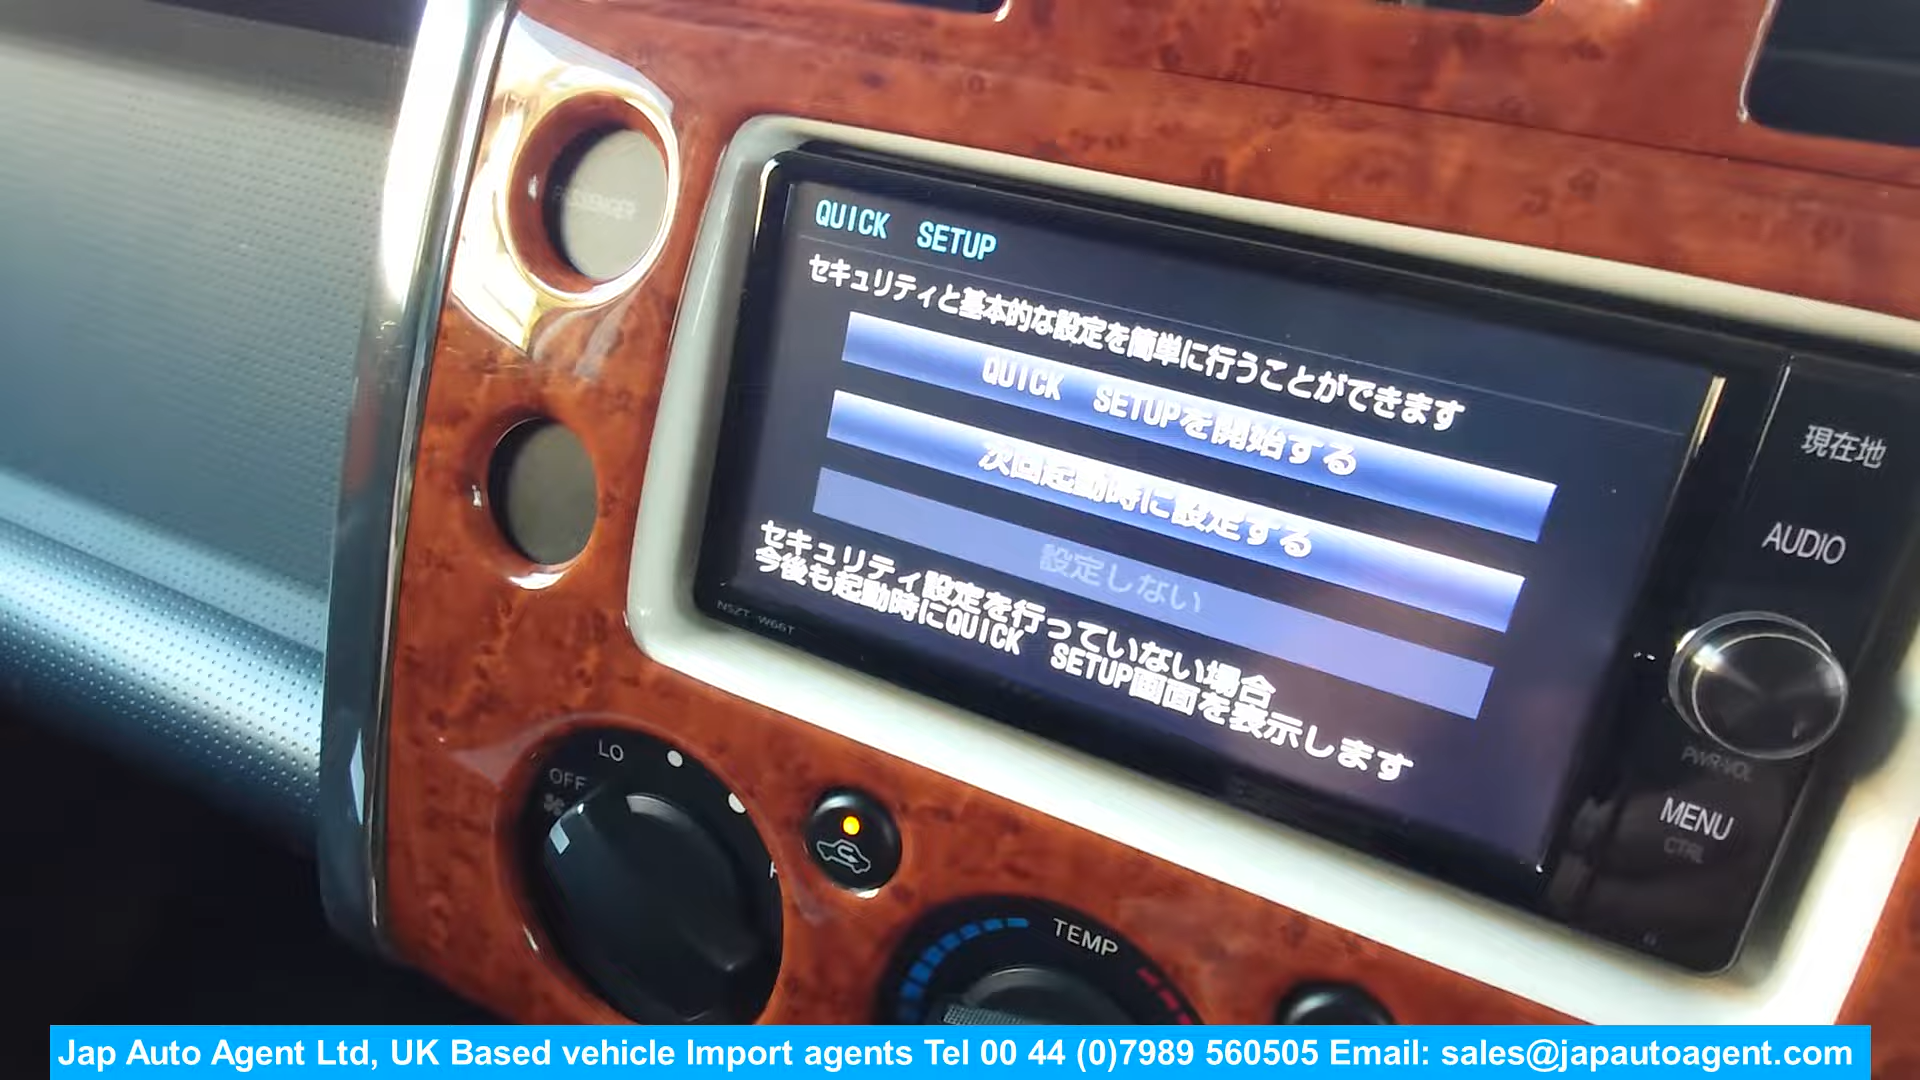 PASSENGER
QUICK SETUP
セキュリティと基本的な設定を簡単に行うことができます
QUICK SETUPを開始する
次回起動時に設定する
設定しない
セキュリティ設定を行っていない場合
今後も起動時にQUICK SETUP画面を表示します
NSZT-W66T
現在地
AUDIO
PWR·VOL
MENU
CTRL
LO
OFF
TEMP
Jap Auto Agent Ltd, UK Based vehicle Import agents Tel 00 44 (0)7989 560505 Email: sales@japautoagent.com